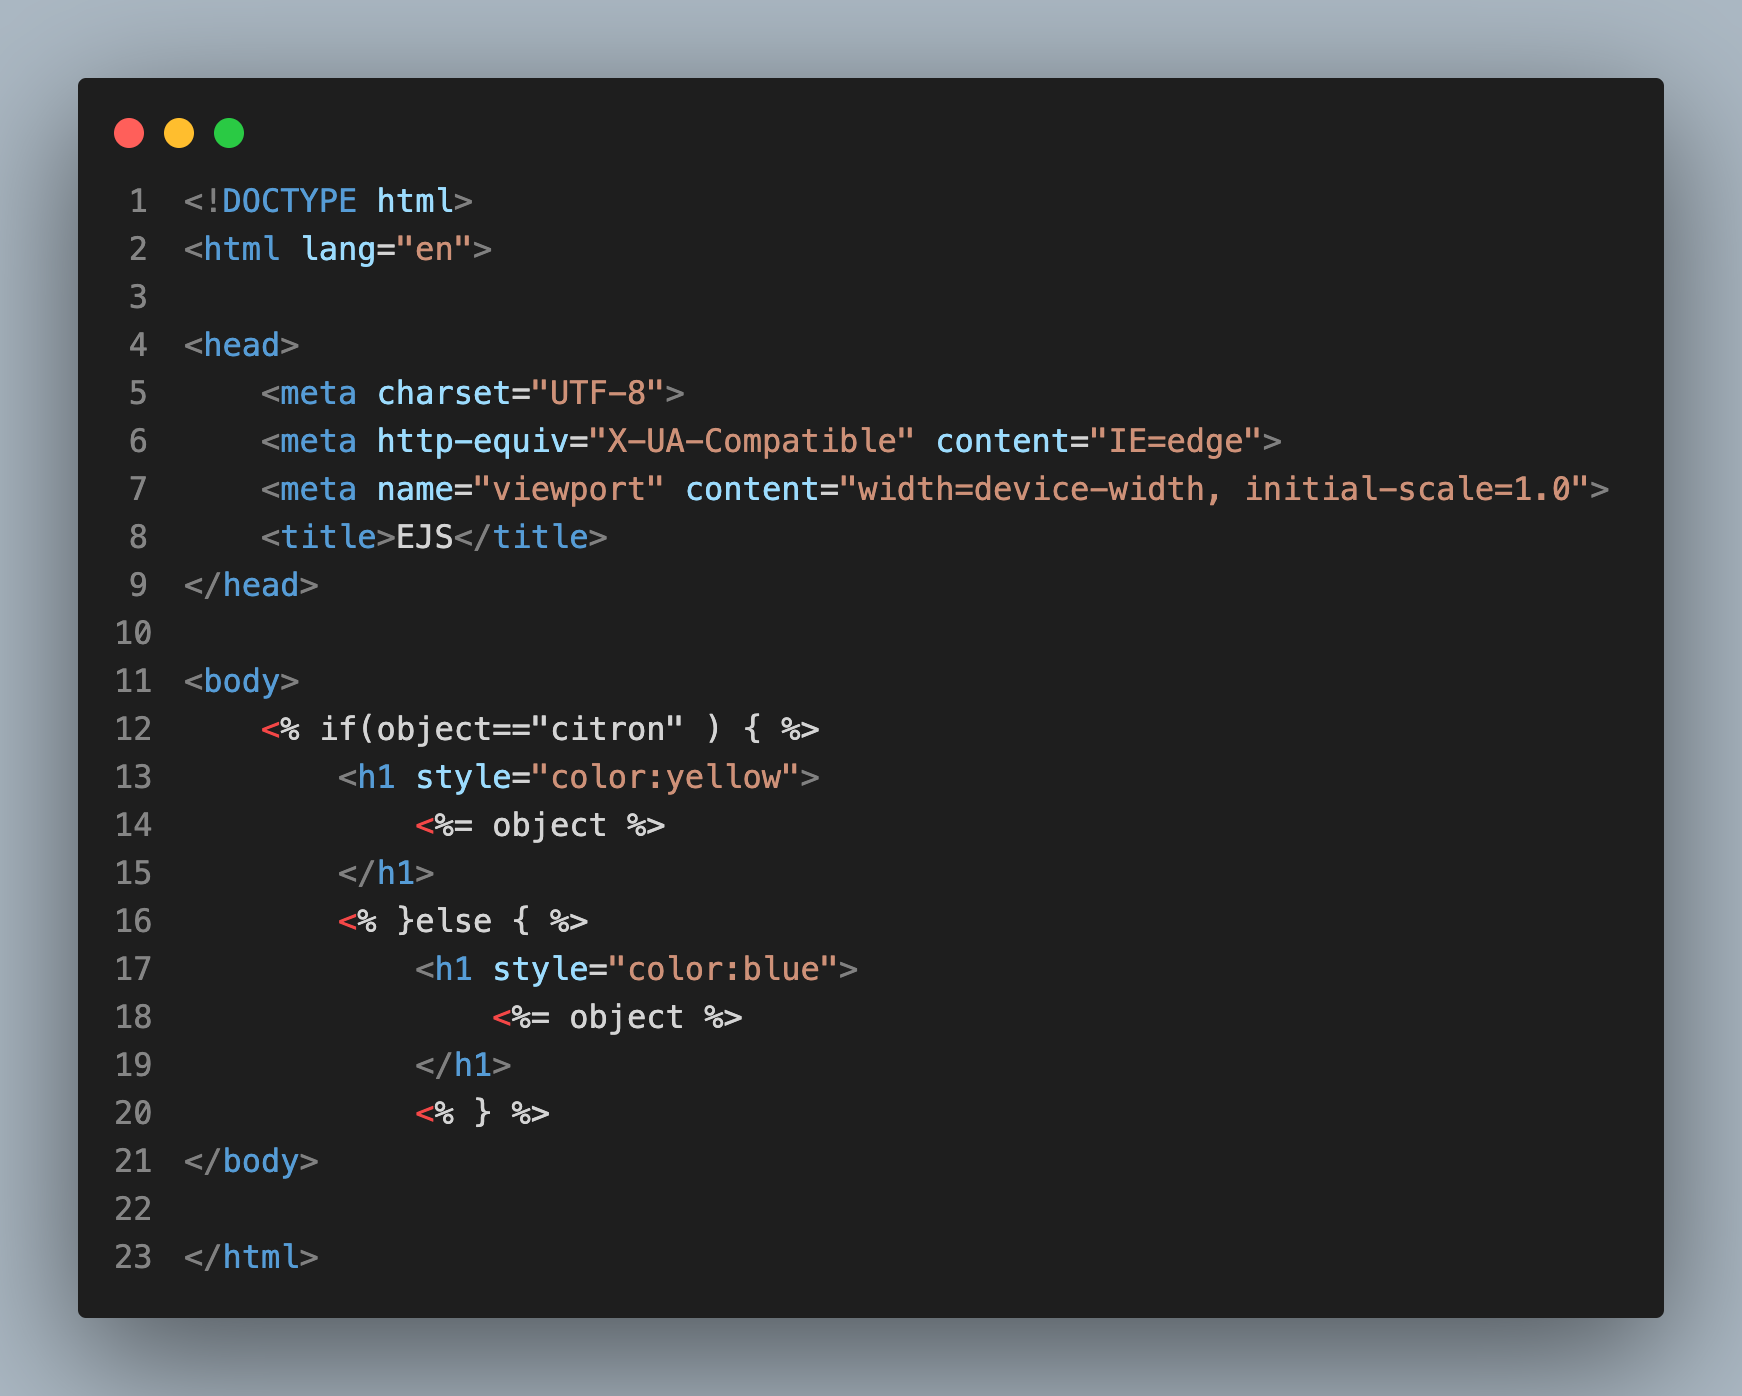 1 <!DOCTYPE html>
2 <html lang="en">
3
4 <head>
5     <meta charset="UTF-8">
6     <meta http-equiv="X-UA-Compatible" content="IE=edge">
7     <meta name="viewport" content="width=device-width, initial-scale=1.0">
8     <title>EJS</title>
9 </head>
10
11 <body>
12     <% if(object=="citron" ) { %>
13         <h1 style="color:yellow">
14             <%= object %>
15         </h1>
16         <% }else { %>
17             <h1 style="color:blue">
18                 <%= object %>
19             </h1>
20             <% } %>
21 </body>
22
23 </html>